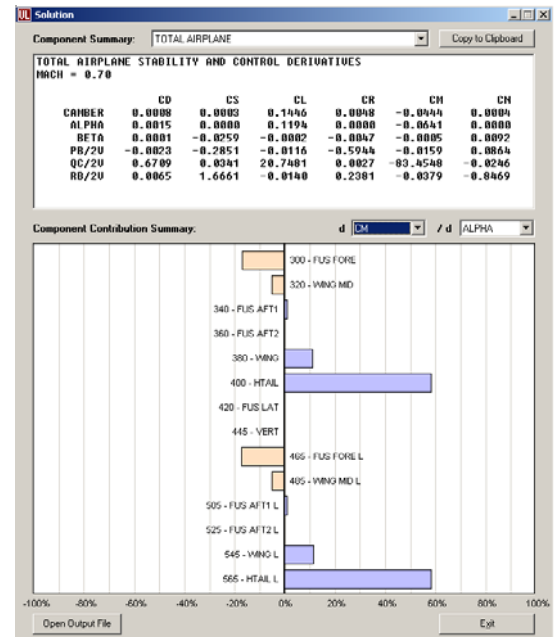 UL Solution
Component Summary: TOTAL AIRPLANE Copy to Clipboard
TOTAL AIRPLANE STABILITY AND CONTROL DERIVATIVES
MACH = 0.70
CD CS CL CR CM CN
CAMBER 0.0008 0.0003 0.1446 0.0048 -0.0444 0.0004
ALPHA 0.0015 0.0000 0.1194 0.0000 -0.0641 0.0000
BETA 0.0001 -0.0259 -0.0002 -0.0047 -0.0005 0.0092
PB/2U -0.0023 -0.2851 -0.0116 -0.5944 -0.0159 0.0864
QC/2U 0.6709 0.0341 20.7481 0.0027 -83.4548 -0.0246
RB/2U 0.0065 1.6661 -0.0140 0.2381 -0.0379 -0.8469
Component Contribution Summary: d CM / d ALPHA
300 - FUS FORE
320 - WING MID
340 - FUS AFT1
360 - FUS AFT2
380 - WING
400 - HTAIL
420 - FUS LAT
445 - VERT
465 - FUS FORE L
485 - WING MID L
505 - FUS AFT1 L
525 - FUS AFT2 L
545 - WING L
565 - HTAIL L
-100% -80% -60% -40% -20% 0% 20% 40% 60% 80% 100%
Open Output File Exit